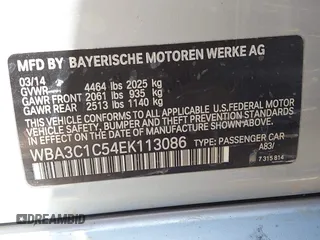 MFD BY BAYERISCHE MOTOREN WERKE AG
03/14
GVWR 4464 lbs 2025 kg
GAWR FRONT 2061 lbs 935 kg
GAWR REAR 2513 lbs 1140 kg
THIS VEHICLE CONFORMS TO ALL APPLICABLE U.S. FEDERAL MOTOR
VEHICLE SAFETY, BUMPER, AND THEFT PREVENTION STANDARDS IN
EFFECT ON THE DATE OF MANUFACTURE SHOWN ABOVE.
WBA3C1C54EK113086 TYPE: PASSENGER CAR
A83/
7 315 814
DREAMBID